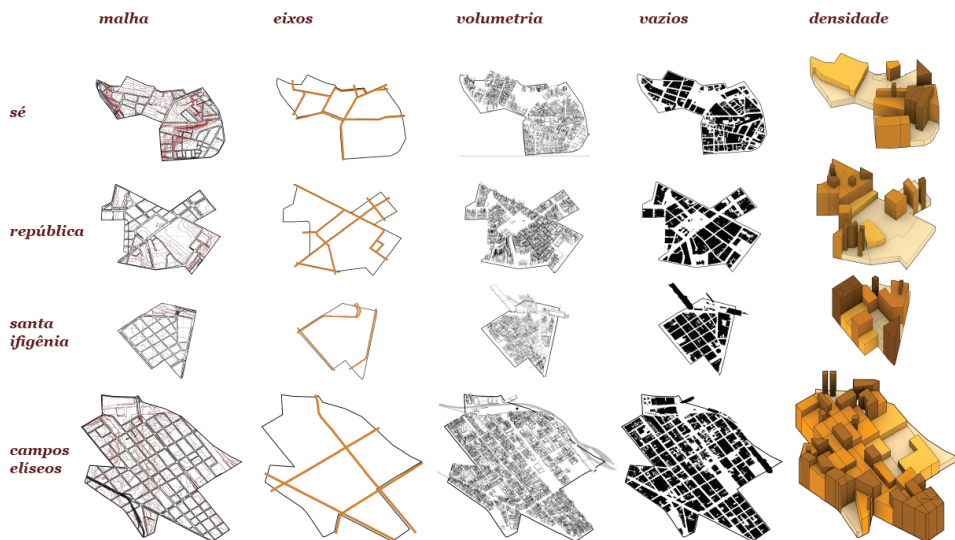 malha
eixos
volumetria
vazios
densidade
sé
república
santa
ifigênia
campos
elíseos